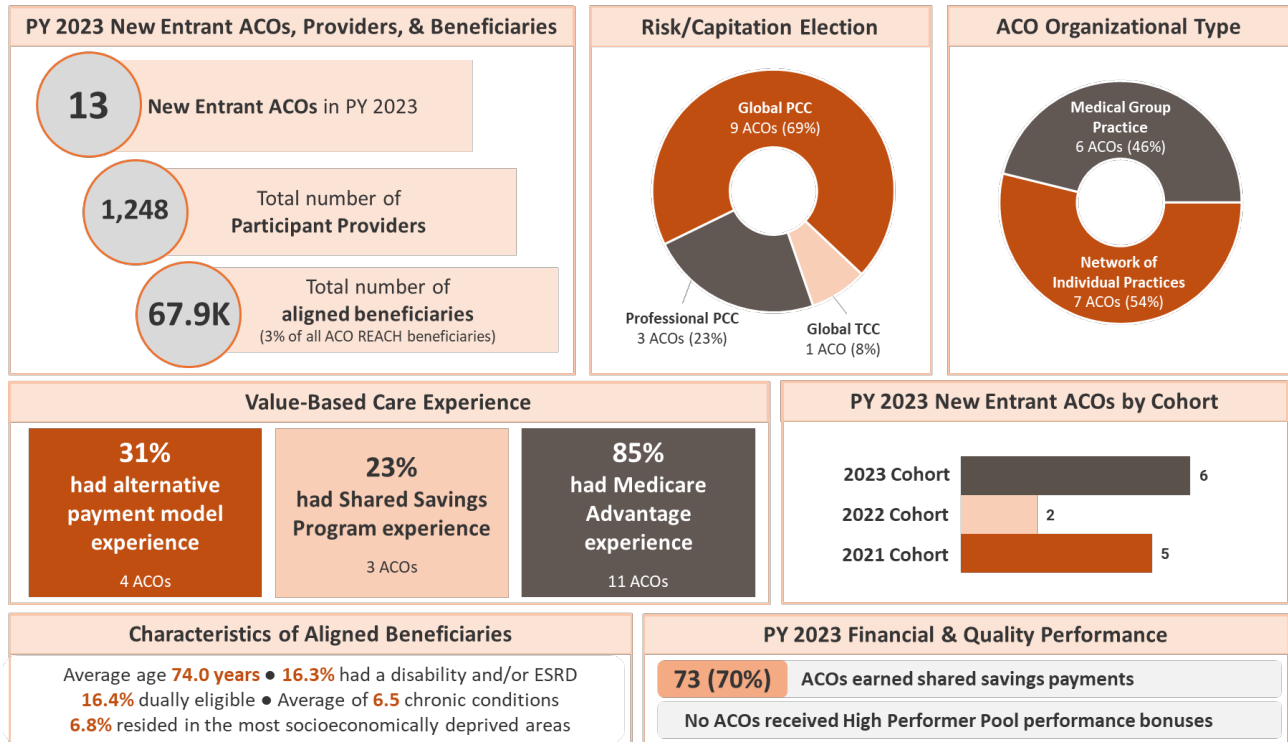 PY 2023 New Entrant ACOs, Providers, & Beneficiaries
13
New Entrant ACOs in PY 2023
1,248
Total number of
Participant Providers
67.9K
Total number of
aligned beneficiaries
(3% of all ACO REACH beneficiaries)
Risk/Capitation Election
Global PCC
9 ACOs (69%)
Professional PCC
3 ACOs (23%)
Global TCC
1 ACO (8%)
ACO Organizational Type
Medical Group
Practice
6 ACOs (46%)
Network of
Individual Practices
7 ACOs (54%)
Value-Based Care Experience
31%
had alternative
payment model
experience
4 ACOs
23%
had Shared Savings
Program experience
3 ACOs
85%
had Medicare
Advantage
experience
11 ACOs
PY 2023 New Entrant ACOs by Cohort
2023 Cohort 6
2022 Cohort 2
2021 Cohort 5
Characteristics of Aligned Beneficiaries
Average age 74.0 years ● 16.3% had a disability and/or ESRD
16.4% dually eligible ● Average of 6.5 chronic conditions
6.8% resided in the most socioeconomically deprived areas
PY 2023 Financial & Quality Performance
73 (70%) ACOs earned shared savings payments
No ACOs received High Performer Pool performance bonuses